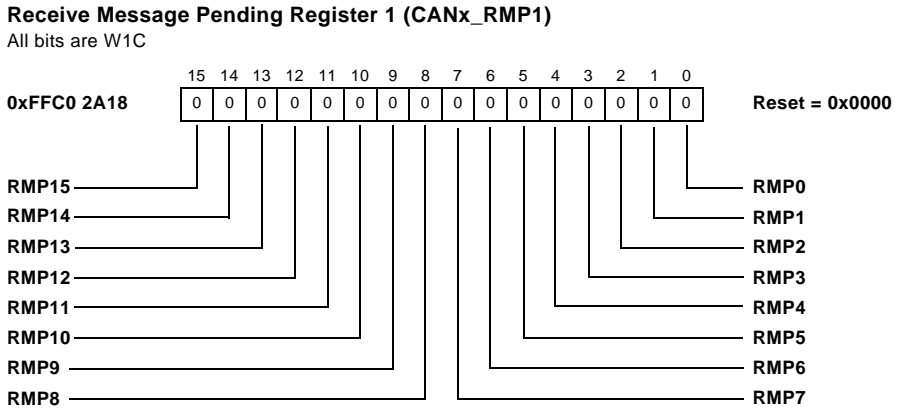 Receive Message Pending Register 1 (CANx_RMP1)
All bits are W1C
15 14 13 12 11 10 9 8 7 6 5 4 3 2 1 0
0xFFC0 2A18 0 0 0 0 0 0 0 0 0 0 0 0 0 0 0 0 Reset = 0x0000
RMP15 RMP0
RMP14 RMP1
RMP13 RMP2
RMP12 RMP3
RMP11 RMP4
RMP10 RMP5
RMP9 RMP6
RMP8 RMP7